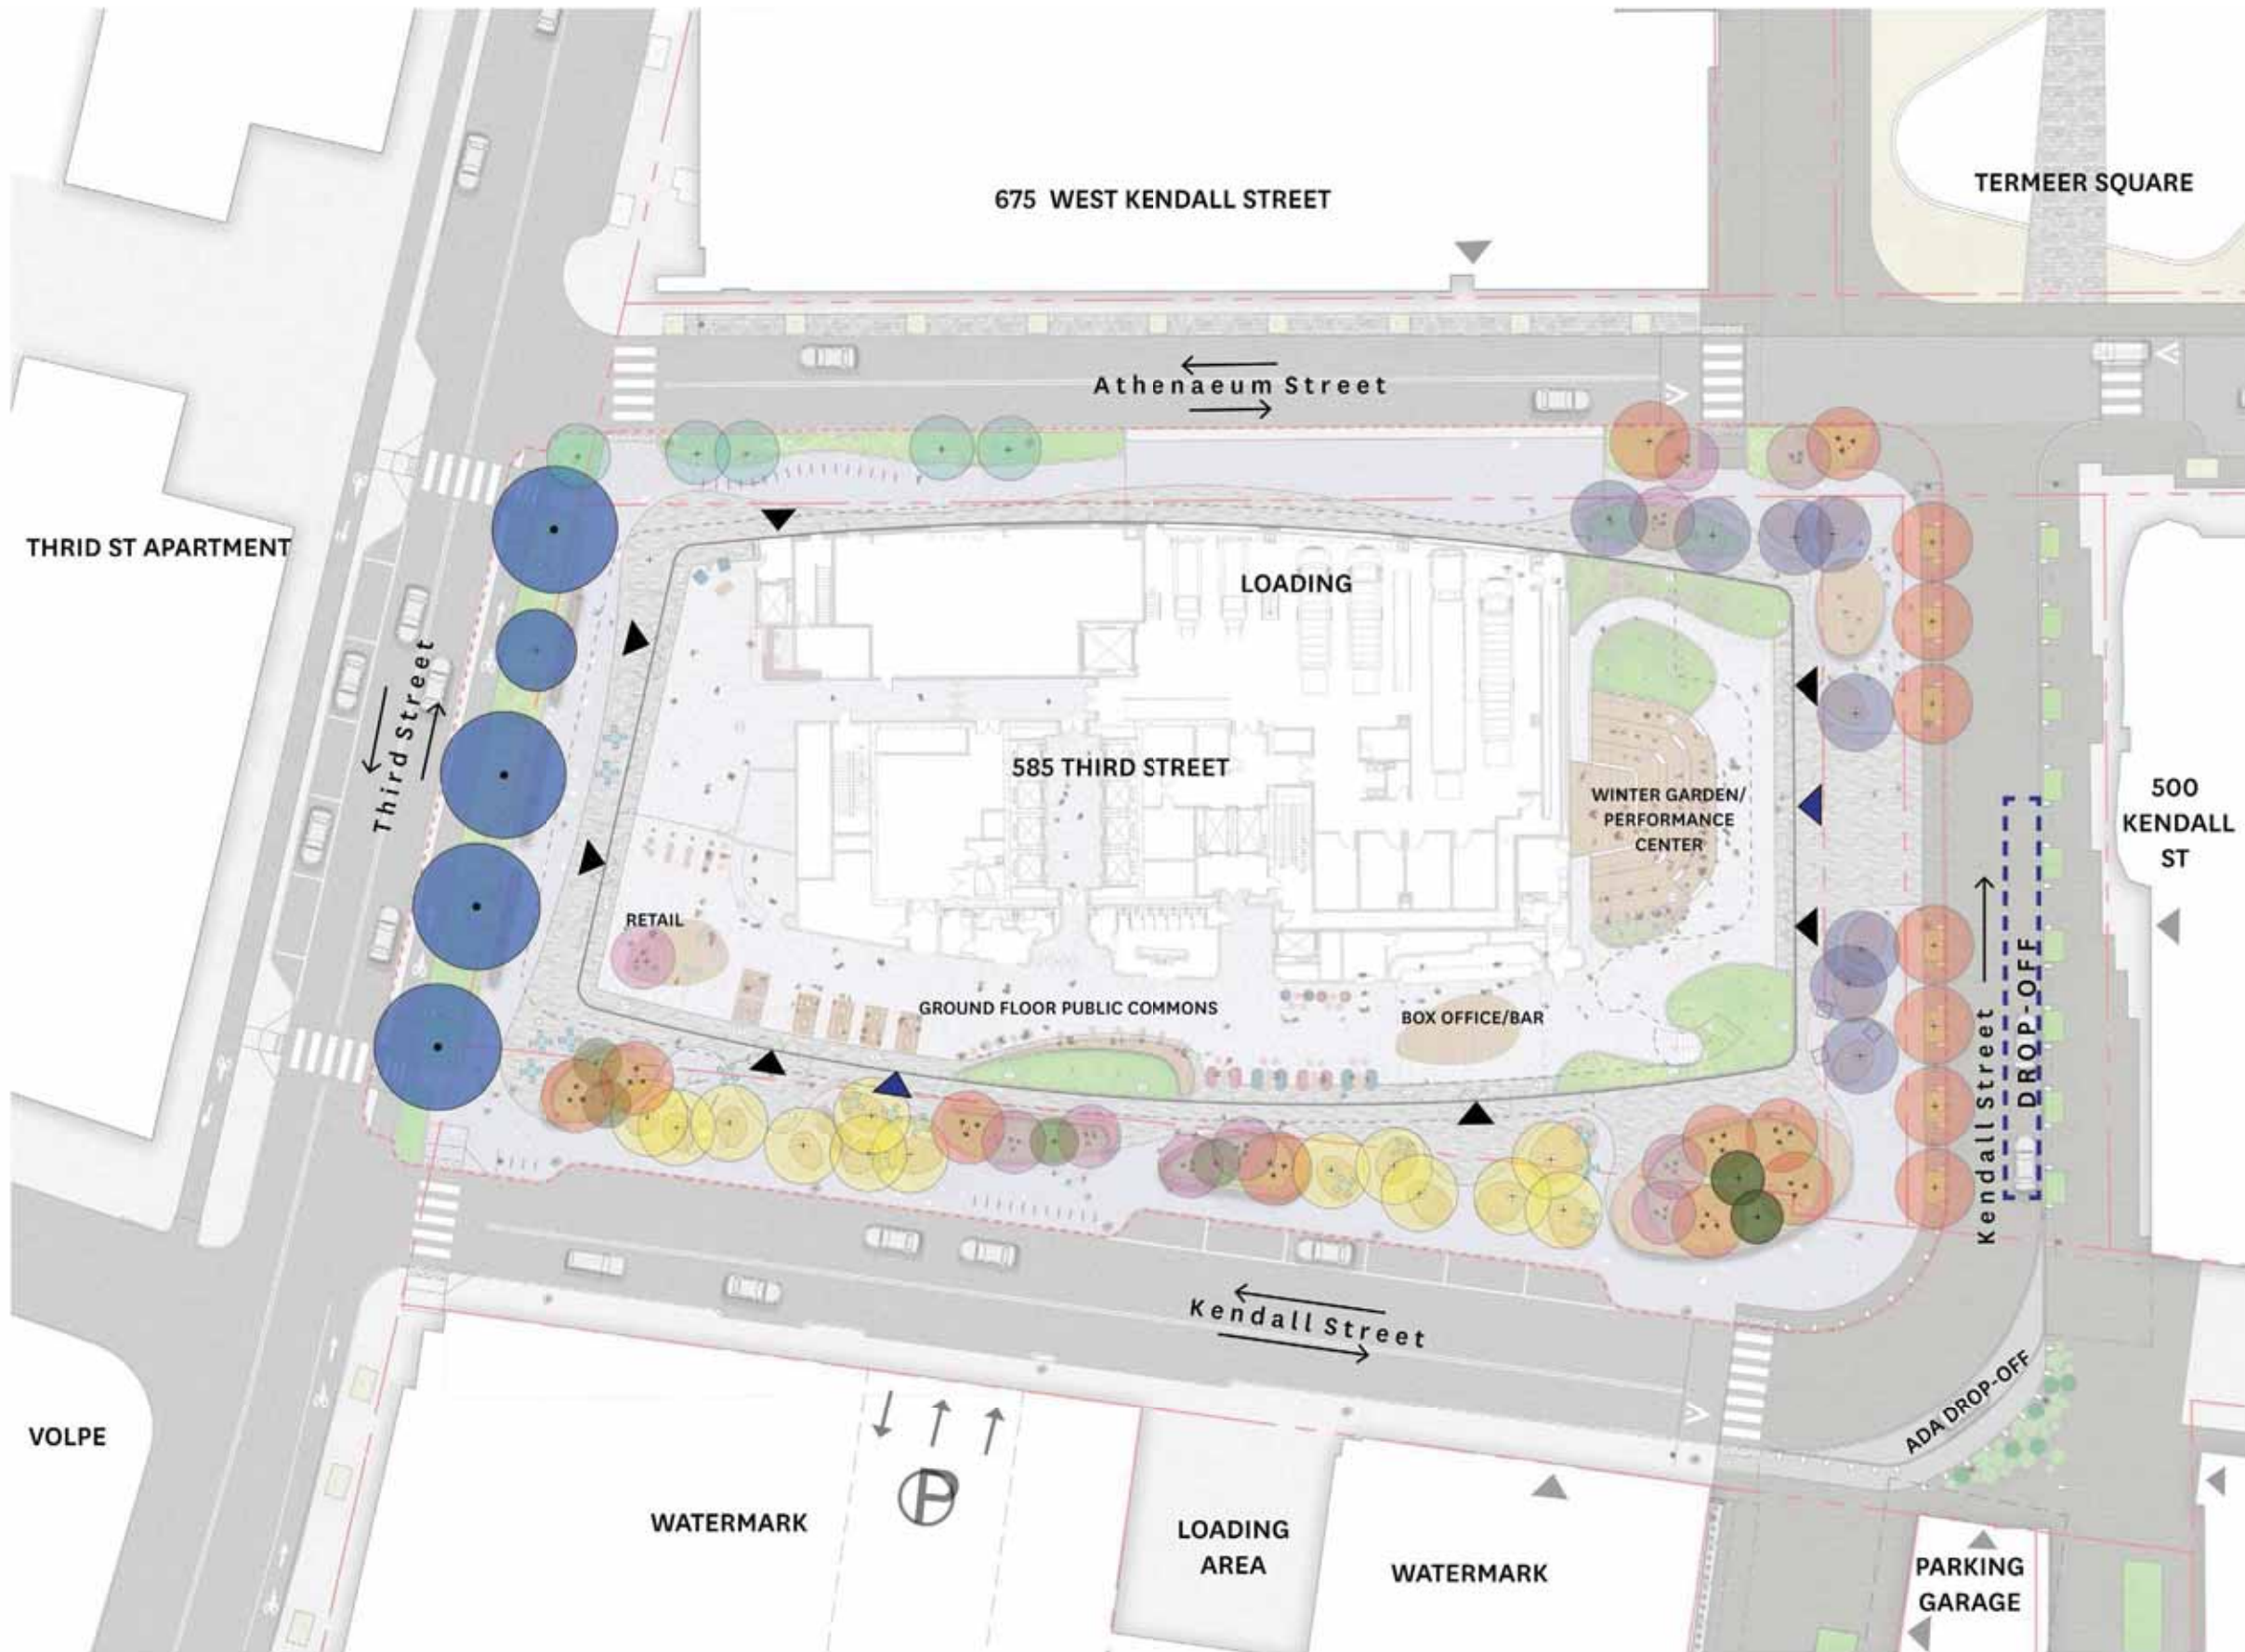 675 WEST KENDALL STREET
TERMEER SQUARE
Athenaeum Street
THRID ST APARTMENT
LOADING
Third Street
585 THIRD STREET
WINTER GARDEN/
PERFORMANCE
CENTER
500
KENDALL
ST
RETAIL
GROUND FLOOR PUBLIC COMMONS
BOX OFFICE/BAR
DROP-OFF
Kendall Street
Kendall Street
ADA DROP-OFF
VOLPE
P
WATERMARK
LOADING
AREA
WATERMARK
PARKING
GARAGE